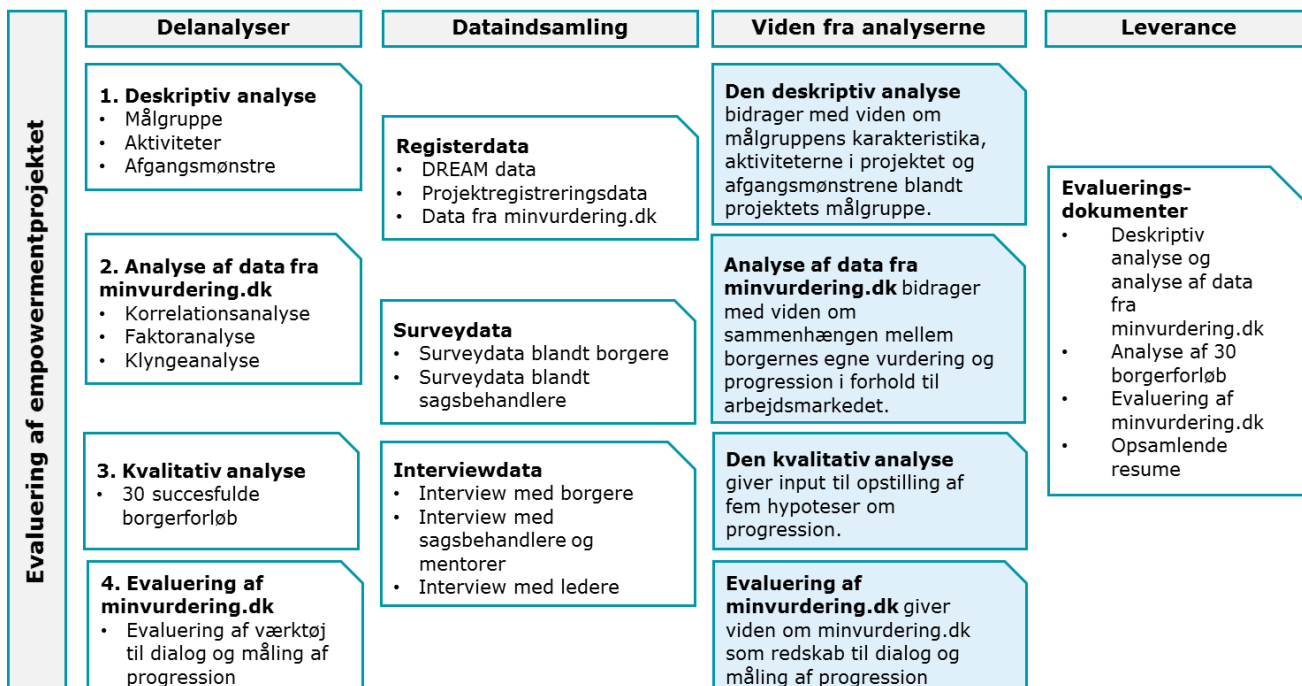 Evaluering af empowermentprojektet
Delanalyser
1. Deskriptiv analyse
• Målgruppe
• Aktiviteter
• Afgangsmønstre
2. Analyse af data fra
minvurdering.dk
• Korrelationsanalyse
• Faktoranalyse
• Klyngeanalyse
3. Kvalitativ analyse
• 30 succesfulde
borgerforløb
4. Evaluering af
minvurdering.dk
• Evaluering af værktøj
til dialog og måling af
progression
Dataindsamling
Registerdata
• DREAM data
• Projektregistreringsdata
• Data fra minvurdering.dk
Surveydata
• Surveydata blandt borgere
• Surveydata blandt
sagsbehandlere
Interviewdata
• Interview med borgere
• Interview med
sagsbehandlere og
mentorer
• Interview med ledere
Viden fra analyserne
Den deskriptiv analyse
bidrager med viden om
målgruppens karakteristika,
aktiviteterne i projektet og
afgangsmønstrene blandt
projektets målgruppe.
Analyse af data fra
minvurdering.dk bidrager
med viden om
sammenhængen mellem
borgernes egne vurdering og
progression i forhold til
arbejdsmarkedet.
Den kvalitativ analyse
giver input til opstilling af
fem hypoteser om
progression.
Evaluering af
minvurdering.dk giver
viden om minvurdering.dk
som redskab til dialog og
måling af progression
Leverance
Evaluerings-
dokumenter
• Deskriptiv
analyse og
analyse af data
fra
minvurdering.dk
• Analyse af 30
borgerforløb
• Evaluering af
minvurdering.dk
• Opsamlende
resume